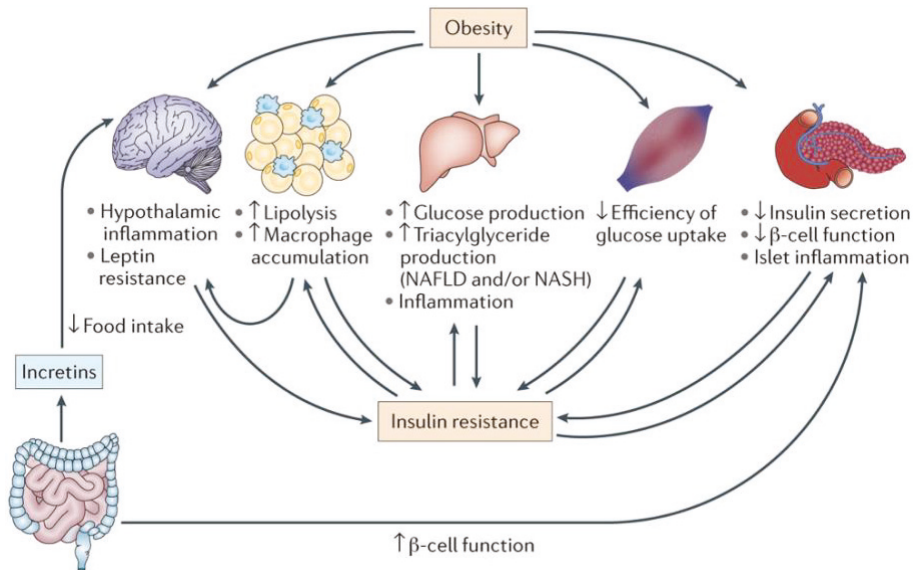 Obesity
• Hypothalamic
inflammation
• Leptin
resistance
• ↑Lipolysis
• ↑Macrophage
accumulation
• ↑Glucose production
• ↑Triacylglyceride
production
(NAFLD and/or NASH)
• Inflammation
↓Efficiency of
glucose uptake
• ↓Insulin secretion
• ↓β-cell function
• Islet inflammation
↓Food intake
Incretins
Insulin resistance
↑β-cell function